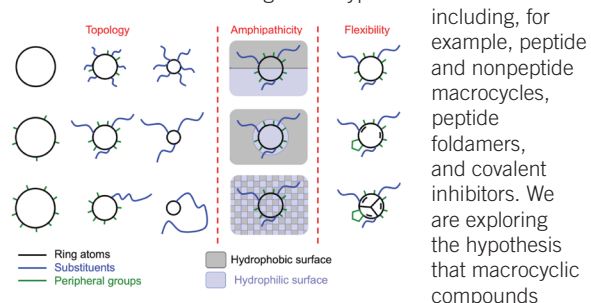 Topology
Amphipathicity
Flexibility
Ring atoms
Substituents
Peripheral groups
Hydrophobic surface
Hydrophilic surface
including, for
example, peptide
and nonpeptide
macrocycles,
peptide
foldamers,
and covalent
inhibitors. We
are exploring
the hypothesis
that macrocyclic
compounds